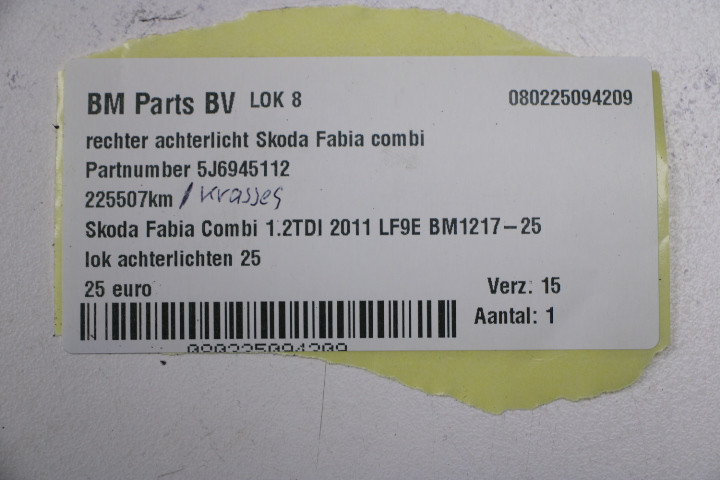 BM Parts BV LOK 8 080225094209
rechter achterlicht Skoda Fabia combi
Partnumber 5J6945112
225507km / krassen
Skoda Fabia Combi 1.2TDI 2011 LF9E BM1217-25
lok achterlichten 25
25 euro Verz: 15
Aantal: 1
080225094209